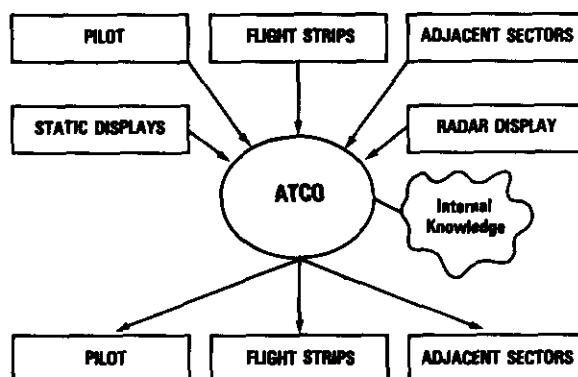 PILOT
FLIGHT STRIPS
ADJACENT SECTORS
STATIC DISPLAYS
RADAR DISPLAY
ATCO
Internal
Knowledge
PILOT
FLIGHT STRIPS
ADJACENT SECTORS